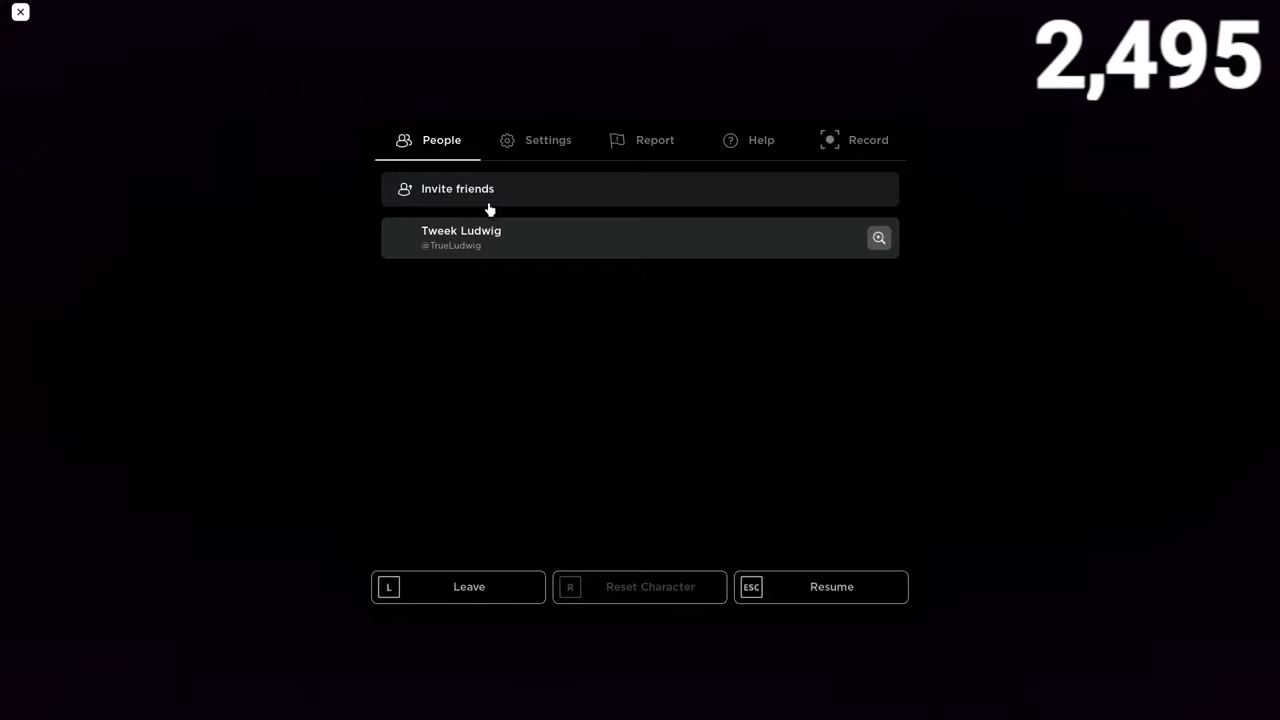 2,495
People
Settings
Report
Help
Record
Invite friends
Tweek Ludwig
@TrueLudwig
L
Leave
R
Reset Character
ESC
Resume